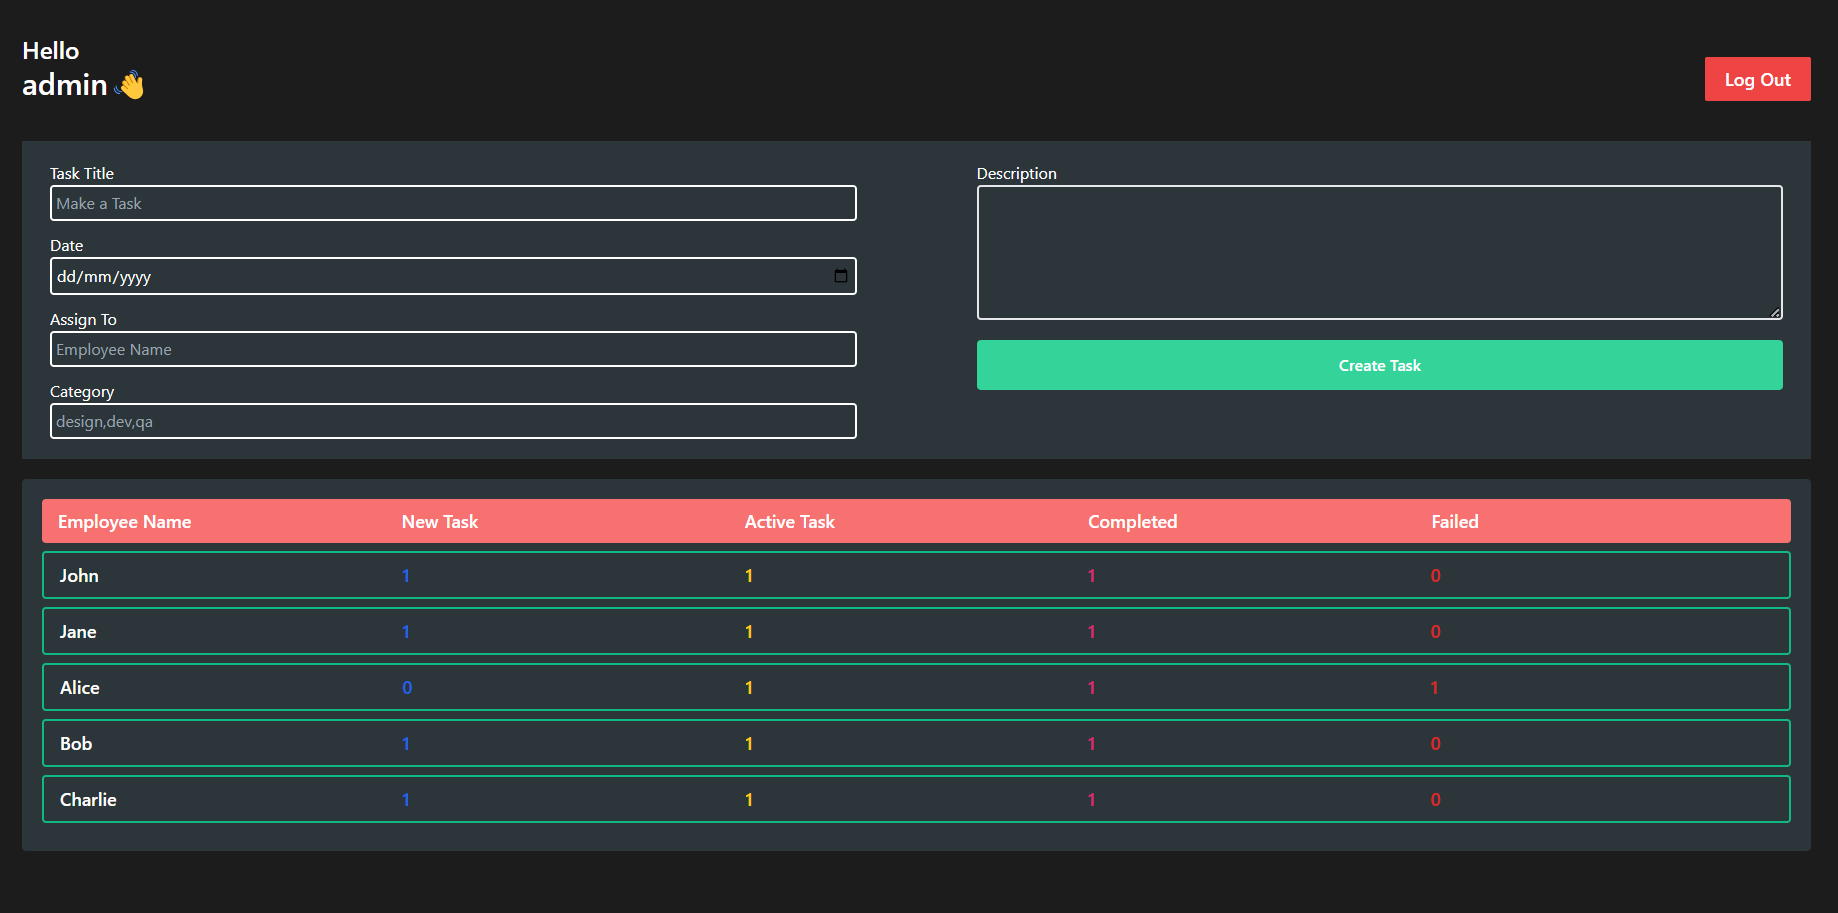 Hello
admin 👋
Log Out
Task Title
Make a Task
Date
dd/mm/yyyy
Assign To
Employee Name
Category
design,dev,qa
Description
Create Task
Employee Name New Task Active Task Completed Failed
John 1 1 1 0
Jane 1 1 1 0
Alice 0 1 1 1
Bob 1 1 1 0
Charlie 1 1 1 0